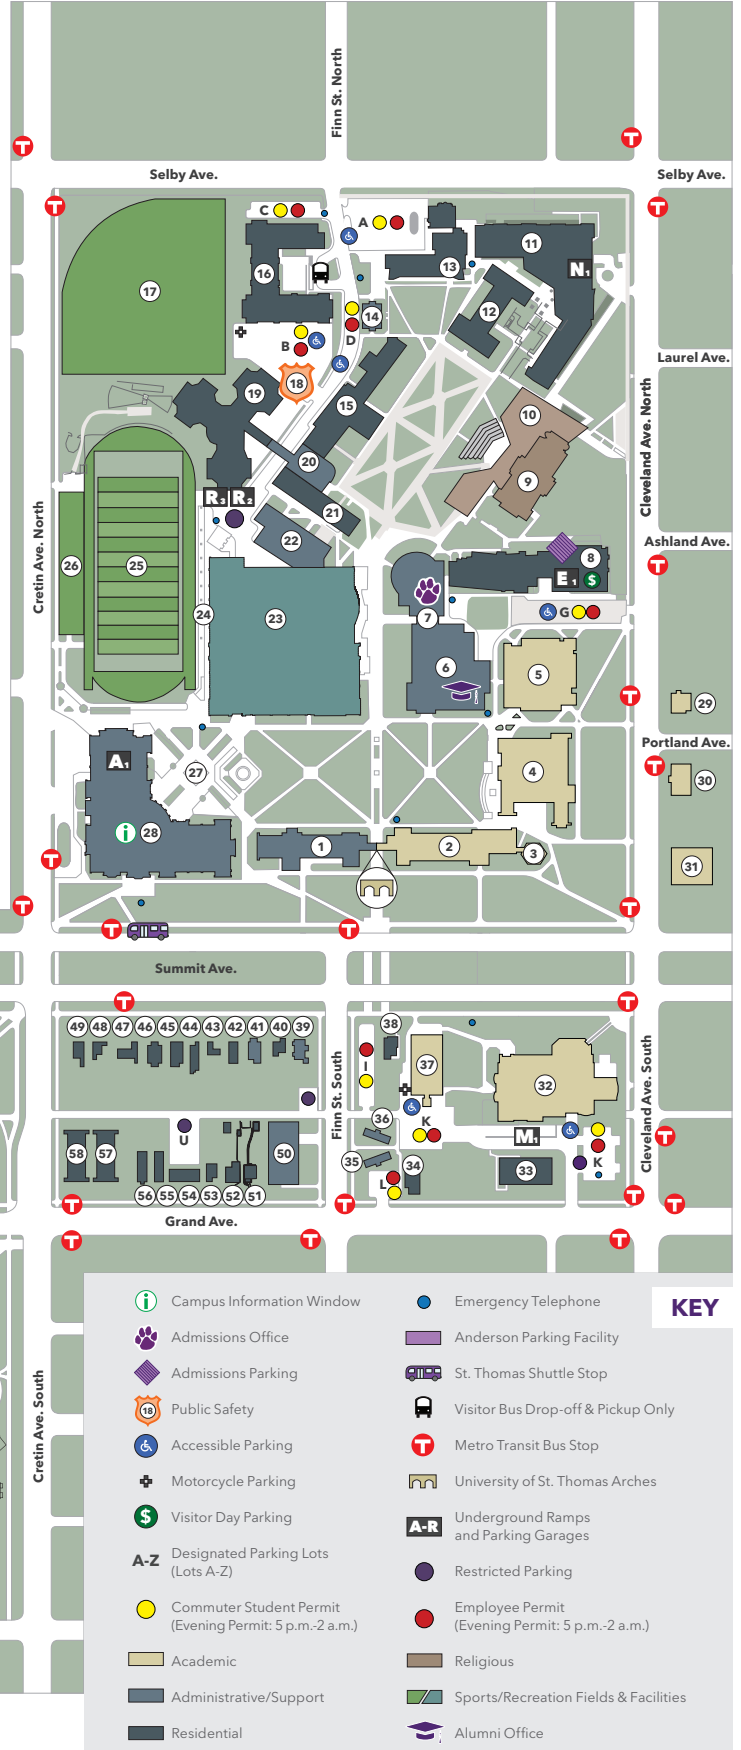 Finn St. North
T
T
Selby Ave.
Selby Ave.
T
T
C
A
11
16
13
N1
17
14
12
D
B
Laurel Ave.
18
19
15
10
Cleveland Ave. North
20
9
R3 R2
21
22
Ashland Ave.
Cretin Ave. North
26
25
8
T
E1 $
24
23
7
G
6
5
T
29
Portland Ave.
A1
27
4
T
30
i 28
1
2
3
31
T
T
T
T
T
Summit Ave.
T
T
49 48 47 46 45 44 43 42 41 40 39
38
I
37
32
Finn St. South
Cleveland Ave. South
U
36
K
M1
K
T
58 57
50
35
34
33
L
56 55 54 53 52 51
T
T
T
T
Grand Ave.
T
T
T
KEY
i Campus Information Window
Emergency Telephone
Admissions Office
Anderson Parking Facility
Admissions Parking
St. Thomas Shuttle Stop
18 Public Safety
Visitor Bus Drop-off & Pickup Only
Accessible Parking
T Metro Transit Bus Stop
Cretin Ave. South
Motorcycle Parking
University of St. Thomas Arches
$ Visitor Day Parking
A-R Underground Ramps
and Parking Garages
A-Z Designated Parking Lots
(Lots A-Z)
Restricted Parking
Commuter Student Permit
(Evening Permit: 5 p.m.-2 a.m.)
Employee Permit
(Evening Permit: 5 p.m.-2 a.m.)
Academic
Religious
Administrative/Support
Sports/Recreation Fields & Facilities
Residential
Alumni Office